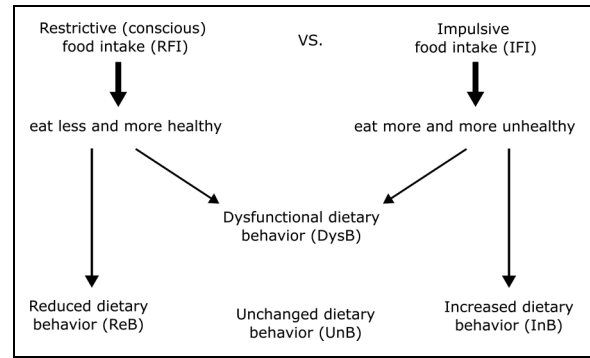 Restrictive (conscious)
food intake (RFI)
VS.
Impulsive
food intake (IFI)
eat less and more healthy
eat more and more unhealthy
Dysfunctional dietary
behavior (DysB)
Reduced dietary
behavior (ReB)
Unchanged dietary
behavior (UnB)
Increased dietary
behavior (InB)